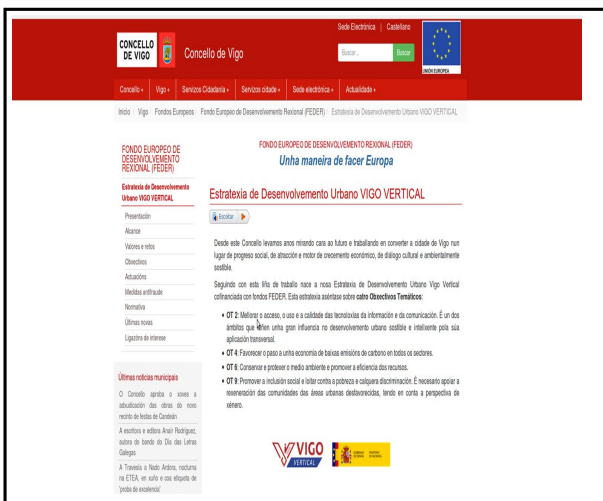 Sede Electrónica | Castellano
CONCELLO
DE VIGO
Concello de Vigo
Buscar...
Buscar
UNIÓN EUROPEA
Concello Vigo Servizos Cidadanía Servizos cidade Sede electrónica Actualidade
Inicio Vigo Fondos Europeos Fondo Europeo de Desenvolvemento Rexional (FEDER) Estratexia de Desenvolvemento Urbano VIGO VERTICAL
FONDO EUROPEO DE
DESENVOLVEMENTO
REXIONAL (FEDER)
Estratexia de Desenvolvemento
Urbano VIGO VERTICAL
Presentación
Alcance
Valores e retos
Obxectivos
Actuacións
Medidas antifraude
Normativa
Últimas novas
Ligazóns de interese
Últimas noticias municipais
O Concello aproba o xoves a
adxudicación das obras do novo
recinto de festas de Candeán
A escritora e editora Anaír Rodríguez,
autora do bando do Día das Letras
Galegas
A Travesía a Nado Ardora, nocturna
na ETEA, en xuño e coa etiqueta de
'proba de excelencia'
FONDO EUROPEO DE DESENVOLVEMENTO REXIONAL (FEDER)
Unha maneira de facer Europa
Estratexia de Desenvolvemento Urbano VIGO VERTICAL
Escoitar
Desde este Concello levamos anos mirando cara ao futuro e traballando en converter a cidade de Vigo nun
lugar de progreso social, de atracción e motor de crecemento económico, de diálogo cultural e ambientalmente
sostible.
Seguindo con esta liña de traballo nace a nosa Estratexia de Desenvolvemento Urbano Vigo Vertical
cofinanciada con fondos FEDER. Esta estratexia aséntase sobre catro Obxectivos Temáticos:
• OT 2: Mellorar o acceso, o uso e a calidade das tecnoloxías da información e da comunicación. É un dos
ámbitos que teñen unha gran influencia no desenvolvemento urbano sostible e intelixente pola súa
aplicación transversal.
• OT 4: Favorecer o paso a unha economía de baixas emisións de carbono en todos os sectores.
• OT 6: Conservar e protexer o medio ambiente e promover a eficiencia dos recursos.
• OT 9: Promover a inclusión social e loitar contra a pobreza e calquera discriminación. É necesario apoiar a
rexeneración das comunidades das áreas urbanas desfavorecidas, tendo en conta a perspectiva de
xénero.
VIGO
VERTICAL